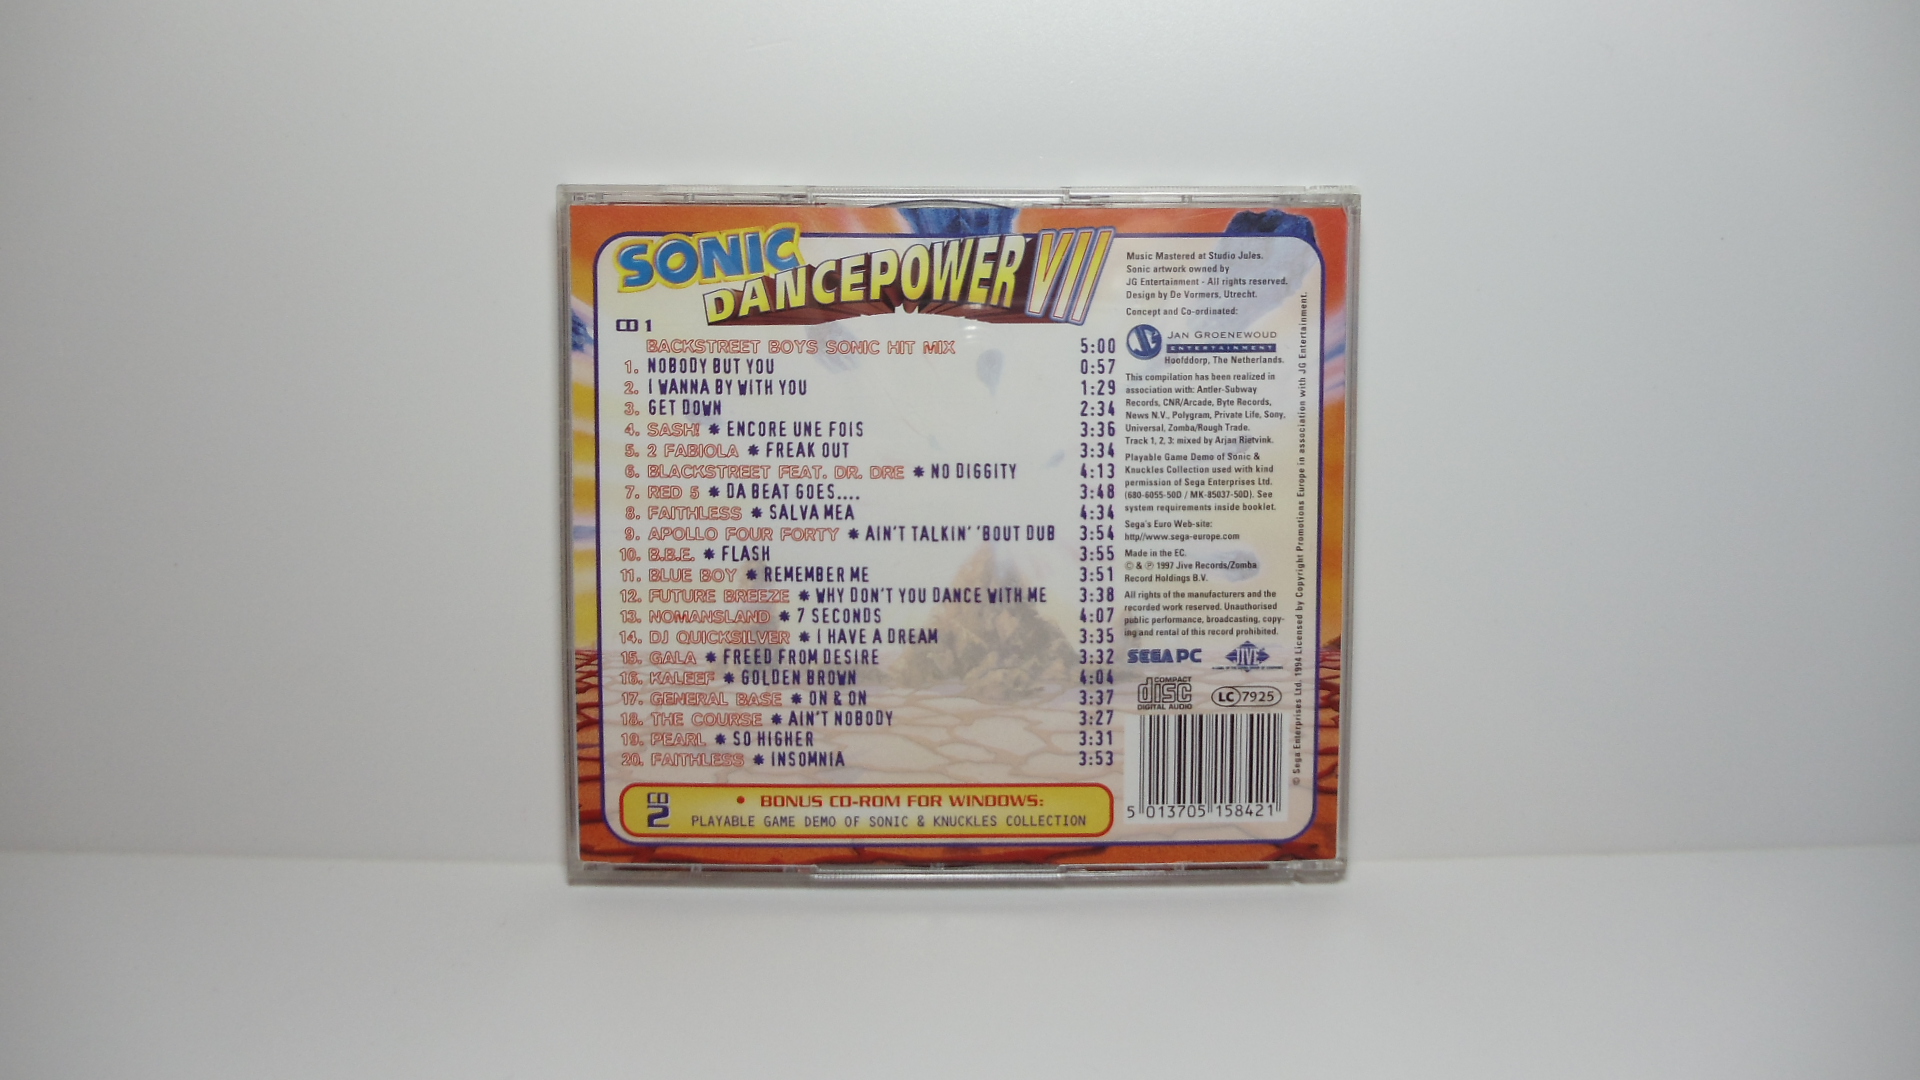 SONIC
DANCEPOWER VII
CD 1
BACKSTREET BOYS SONIC HIT MIX 5:00
1. NOBODY BUT YOU 0:57
2. I WANNA BY WITH YOU 1:29
3. GET DOWN 2:34
4. SASH! * ENCORE UNE FOIS 3:36
5. 2 FABIOLA * FREAK OUT 3:34
6. BLACKSTREET FEAT. DR. DRE * NO DIGGITY 4:13
7. RED 5 * DA BEAT GOES.... 3:48
8. FAITHLESS * SALVA MEA 4:34
9. APOLLO FOUR FORTY * AIN'T TALKIN' 'BOUT DUB 3:54
10. B.B.E. * FLASH 3:55
11. BLUE BOY * REMEMBER ME 3:51
12. FUTURE BREEZE * WHY DON'T YOU DANCE WITH ME 3:38
13. NOMANSLAND * 7 SECONDS 4:07
14. DJ QUICKSILVER * I HAVE A DREAM 3:35
15. GALA * FREED FROM DESIRE 3:32
16. KALEEF * GOLDEN BROWN 4:04
17. GENERAL BASE * ON & ON 3:37
18. THE COURSE * AIN'T NOBODY 3:27
19. PEARL * SO HIGHER 3:31
20. FAITHLESS * INSOMNIA 3:53
CD 2
• BONUS CD-ROM FOR WINDOWS:
PLAYABLE GAME DEMO OF SONIC & KNUCKLES COLLECTION
Music Mastered at Studio Jules.
Sonic artwork owned by
JG Entertainment - All rights reserved.
Design by De Vormers, Utrecht.
Concept and Co-ordinated:
JAN GROENEWOUD
ENTERTAINMENT
Hoofddorp, The Netherlands.
This compilation has been realized in
association with: Antler-Subway
Records, CNR/Arcade, Byte Records,
News N.V., Polygram, Private Life, Sony,
Universal, Zomba/Rough Trade.
Track 1, 2, 3: mixed by Arjan Rietvink.
Playable Game Demo of Sonic &
Knuckles Collection used with kind
permission of Sega Enterprises Ltd.
(680-6055-50D / MK-85037-50D). See
system requirements inside booklet.
Sega's Euro Web-site:
http//www.sega-europe.com
Made in the EC.
© & ℗ 1997 Jive Records/Zomba
Record Holdings B.V.
All rights of the manufacturers and the
recorded work reserved. Unauthorised
public performance, broadcasting, copy-
ing and rental of this record prohibited.
SEGA PC JIVE
COMPACT
disc
DIGITAL AUDIO
LC 7925
5 013705 158421
© Sega Enterprises Ltd. 1994 Licensed by Copyright Promotions Europe in association with JG Entertainment.